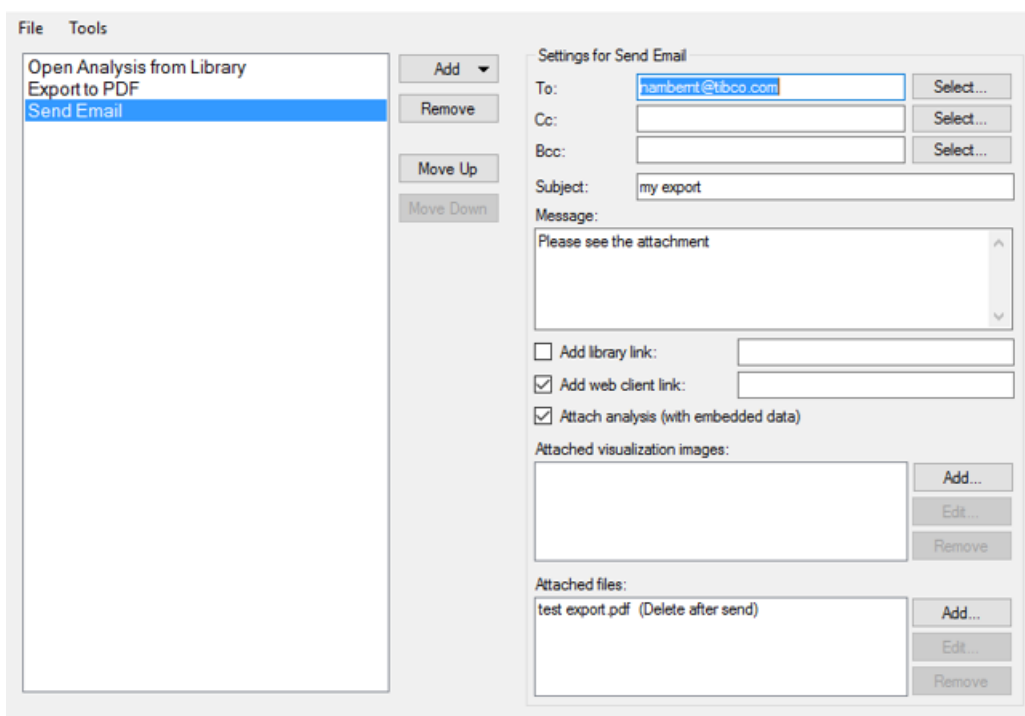 File Tools
Open Analysis from Library
Export to PDF
Send Email
Add
Remove
Move Up
Move Down
Settings for Send Email
To: nambernt@tibco.com Select...
Cc: Select...
Bcc: Select...
Subject: my export
Message:
Please see the attachment
Add library link:
Add web client link:
Attach analysis (with embedded data)
Attached visualization images:
Add...
Edit...
Remove
Attached files:
test export.pdf (Delete after send)
Add...
Edit...
Remove